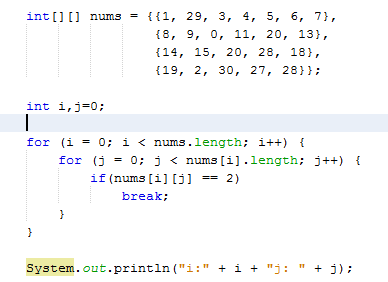 int[][] nums = {{1, 29, 3, 4, 5, 6, 7},
{8, 9, 0, 11, 20, 13},
{14, 15, 20, 28, 18},
{19, 2, 30, 27, 28}};
int i,j=0;
for (i = 0; i < nums.length; i++) {
for (j = 0; j < nums[i].length; j++) {
if(nums[i][j] == 2)
break;
}
}
System.out.println("i:" + i + "j: " + j);